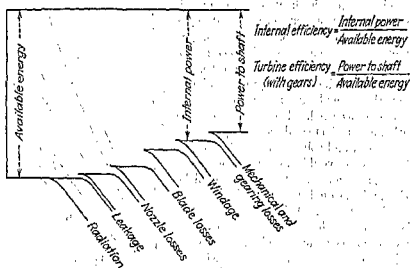 Available energy
Internal power
Power to shaft
Internal efficiency = Internal power
Available energy
Turbine efficiency = Power to shaft
(with gears) Available energy
Radiation
Leakage
Nozzle losses
Blade losses
Windage
Mechanical and
gearring losses